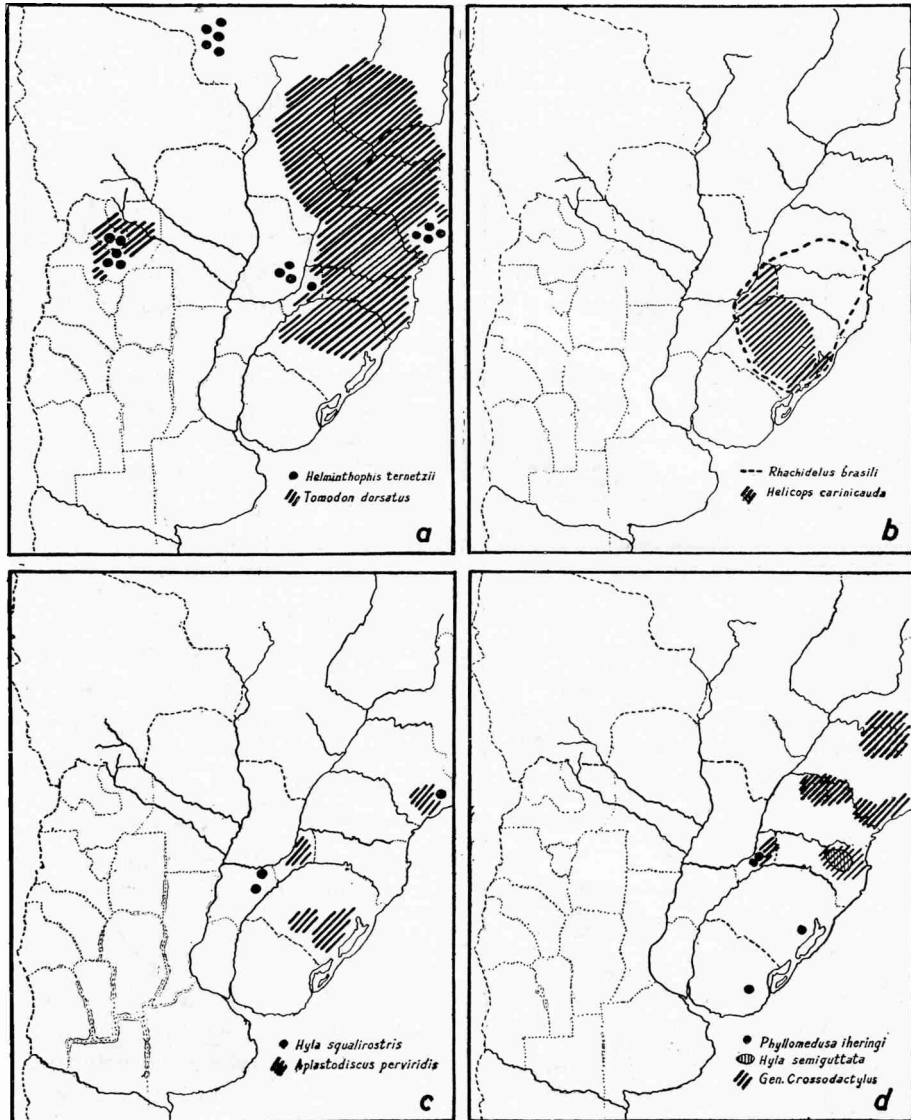 Helminthophis ternetzii
Tomodon dorsatus
a
Rhachidelus brasili
Helicops carinicauda
b
Hyla squalirostris
Aplastodiscus perviridis
c
Phyllomedusa iheringi
Hyla semiguttata
Gen. Crossodactylus
d